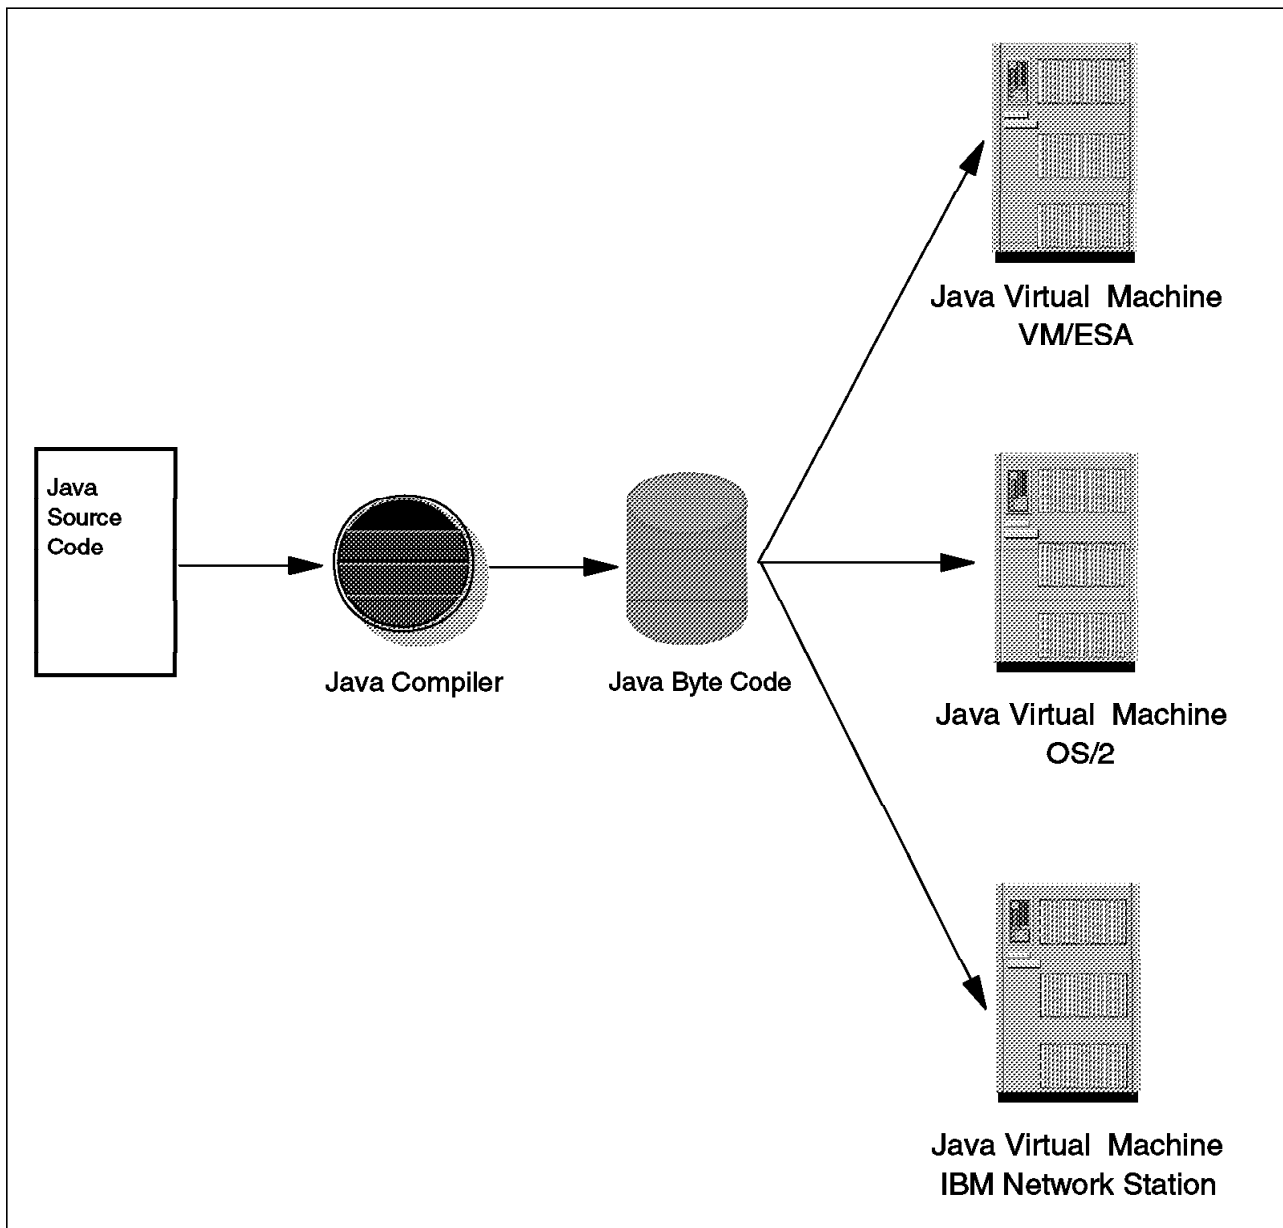 Java Virtual Machine
VM/ESA
Java
Source
Code
Java Compiler
Java Byte Code
Java Virtual Machine
OS/2
Java Virtual Machine
IBM Network Station